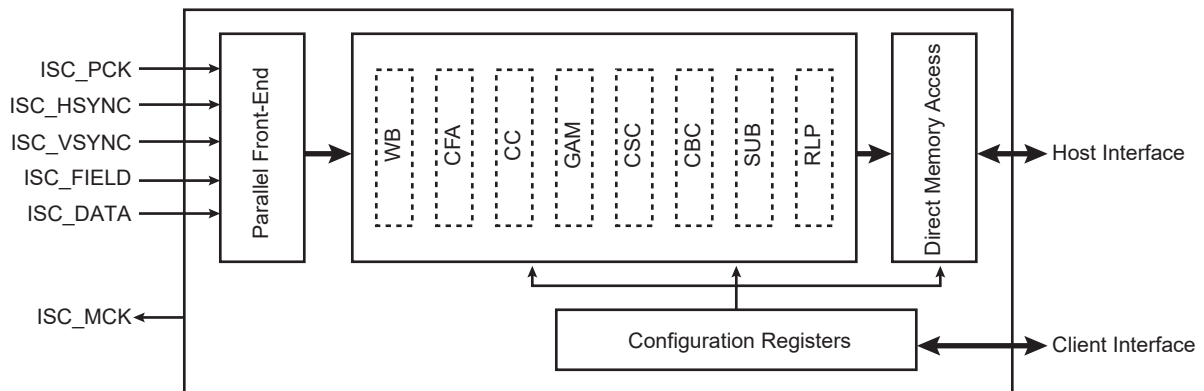 ISC_PCK
ISC_HSYNC
ISC_VSYNC
ISC_FIELD
ISC_DATA
ISC_MCK
Parallel Front-End
WB
CFA
CC
GAM
CSC
CBC
SUB
RLP
Direct Memory Access
Host Interface
Configuration Registers
Client Interface